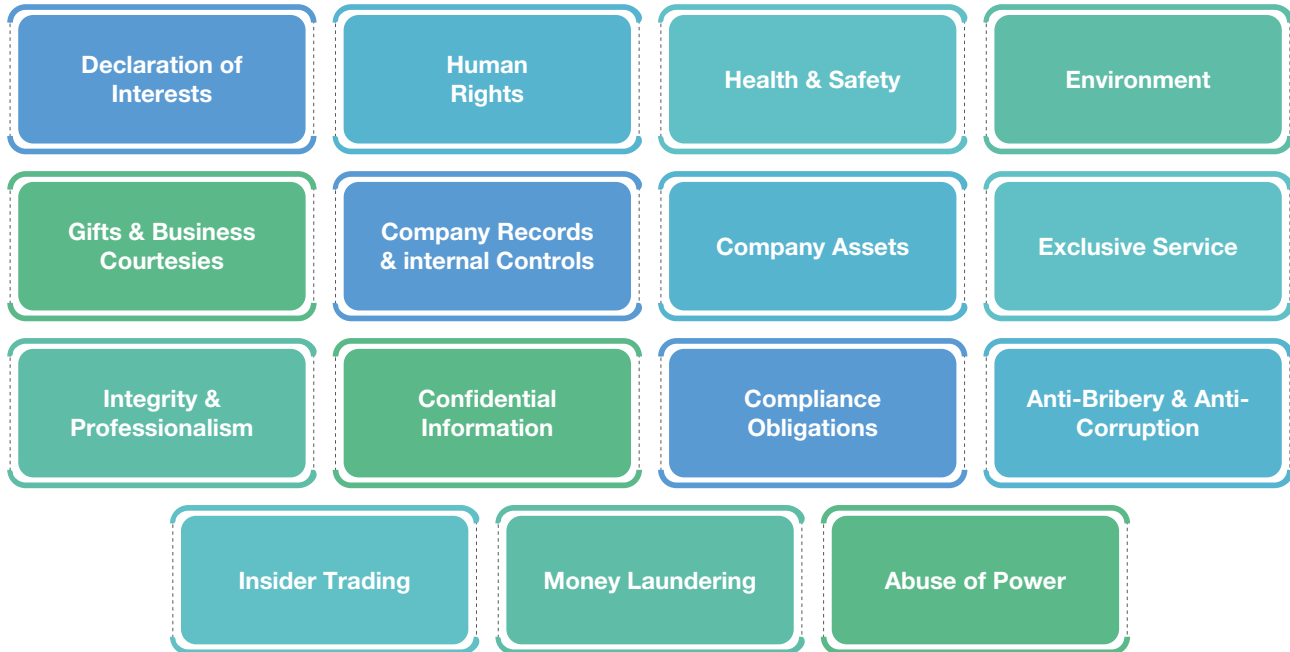 Declaration of
Interests
Human
Rights
Health & Safety
Environment
Gifts & Business
Courtesies
Company Records
& internal Controls
Company Assets
Exclusive Service
Integrity &
Professionalism
Confidential
Information
Compliance
Obligations
Anti-Bribery & Anti-
Corruption
Insider Trading
Money Laundering
Abuse of Power